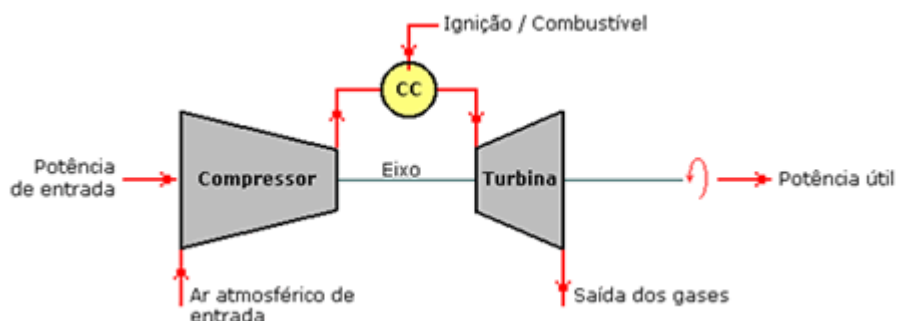 Ignição / Combustível
CC
Potência
de entrada
Compressor
Eixo
Turbina
Potência útil
Ar atmosférico de
entrada
Saída dos gases